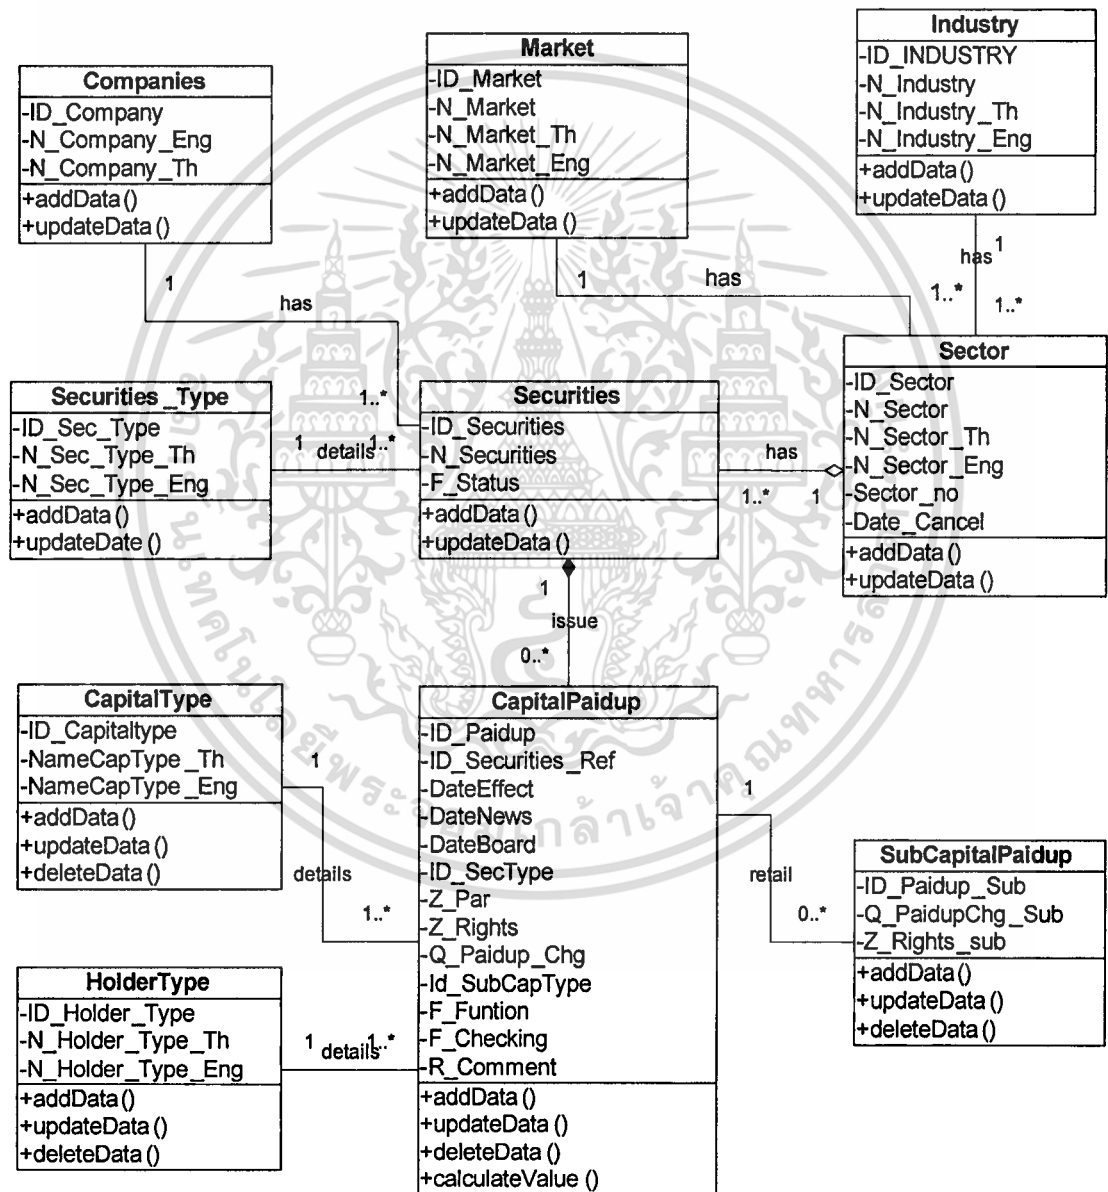 Companies
-ID_Company
-N_Company_Eng
-N_Company_Th
+addData()
+updateData()
Market
-ID_Market
-N_Market
-N_Market_Th
-N_Market_Eng
+addData()
+updateData()
Industry
-ID_INDUSTRY
-N_Industry
-N_Industry_Th
-N_Industry_Eng
+addData()
+updateData()
1
has
1..*
1
has
1..*
has
1
1..*
Securities_Type
-ID_Sec_Type
-N_Sec_Type_Th
-N_Sec_Type_Eng
+addData()
+updateDate()
1 details 1..*
Securities
-ID_Securities
-N_Securities
-F_Status
+addData()
+updateData()
has
1..* 1
Sector
-ID_Sector
-N_Sector
-N_Sector_Th
-N_Sector_Eng
-Sector_no
-Date_Cancel
+addData()
+updateData()
1
issue
0..*
CapitalType
-ID_Capitaltype
-NameCapType_Th
-NameCapType_Eng
+addData()
+updateData()
+deleteData()
1
details
1..*
CapitalPaidup
-ID_Paidup
-ID_Securities_Ref
-DateEffect
-DateNews
-DateBoard
-ID_SecType
-Z_Par
-Z_Rights
-Q_Paidup_Chg
-Id_SubCapType
-F_Funtion
-F_Checking
-R_Comment
+addData()
+updateData()
+deleteData()
+calculateValue()
1
retail
0..*
SubCapitalPaidup
-ID_Paidup_Sub
-Q_PaidupChg_Sub
-Z_Rights_sub
+addData()
+updateData()
+deleteData()
HolderType
-ID_Holder_Type
-N_Holder_Type_Th
-N_Holder_Type_Eng
+addData()
+updateData()
+deleteData()
1 details 1..*